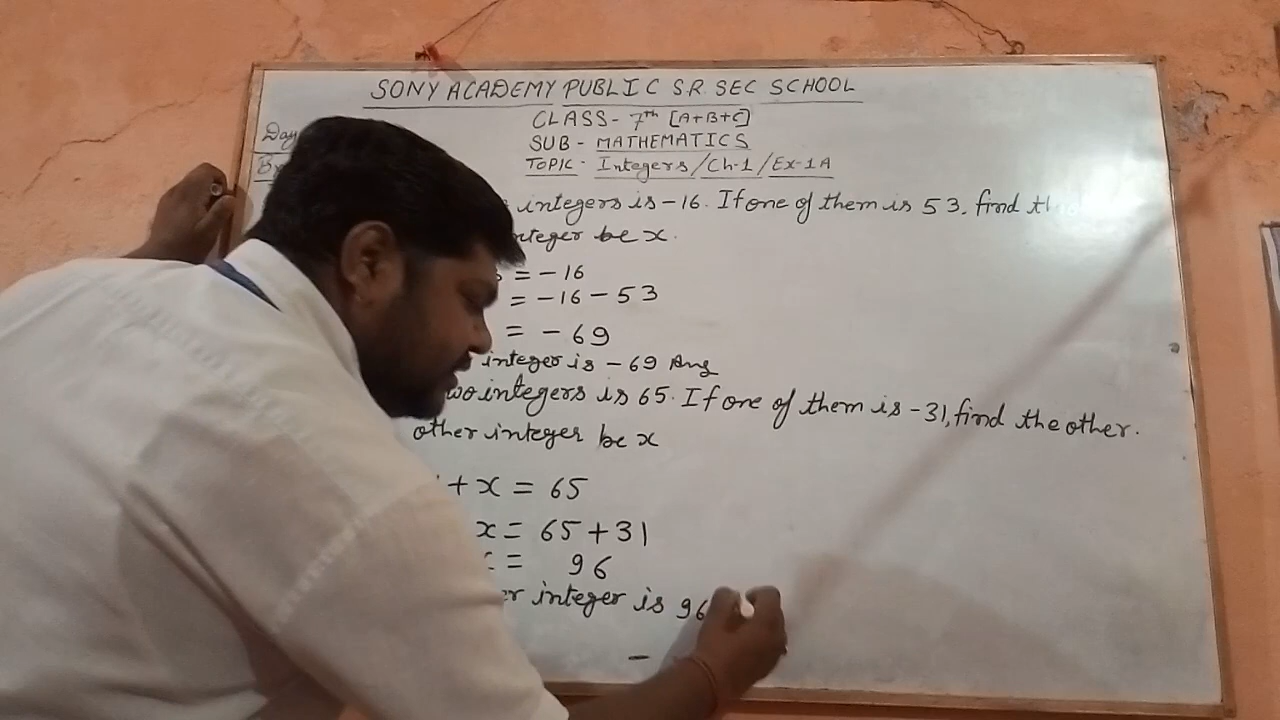 SONY ACADEMY PUBLIC SR. SEC SCHOOL
CLASS- 7th [A+B+C]
SUB - MATHEMATICS
TOPIC - Integers/Ch-1/Ex-1A
Day
integers is -16. If one of them is 53, find
integer be x.
= -16
= -16 - 53
= - 69
integer is - 69 Ans
two integers is 65. If one of them is -31, find the other.
other integer be x
+ x = 65
x = 65 + 31
= 96
integer is 96